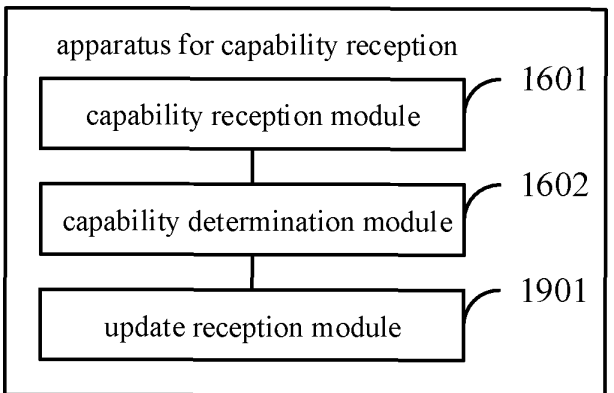 apparatus for capability reception
1601
capability reception module
1602
capability determination module
1901
update reception module